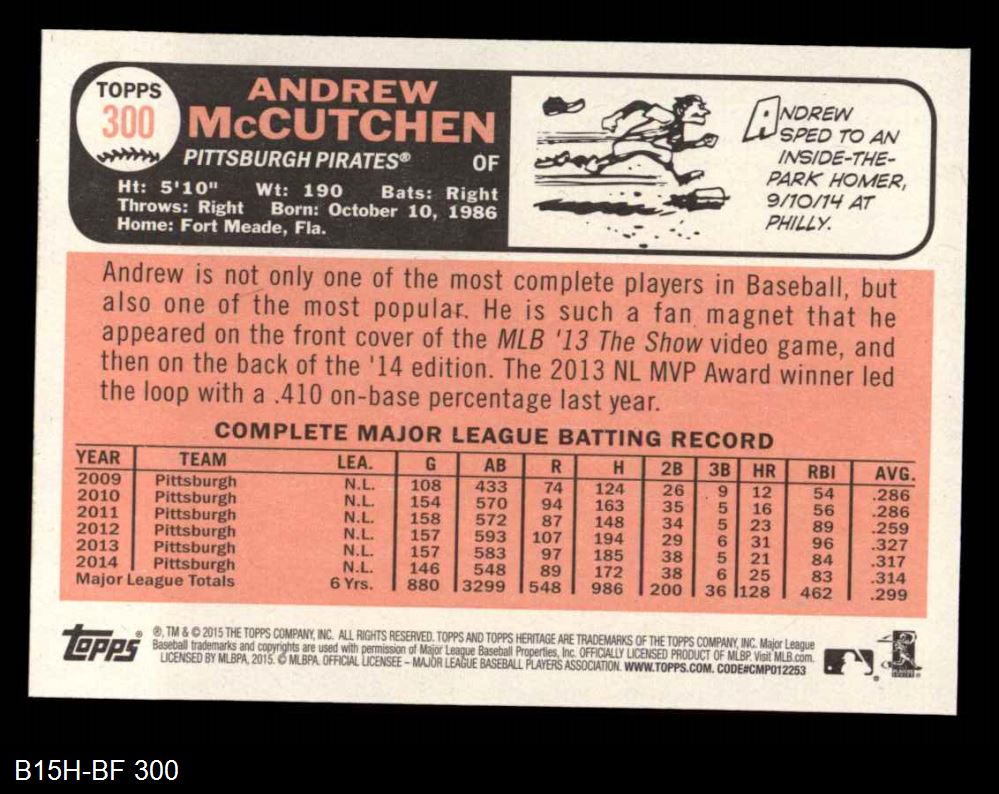 TOPPS
300
ANDREW
McCUTCHEN
PITTSBURGH PIRATES® OF
Ht: 5'10" Wt: 190 Bats: Right
Throws: Right Born: October 10, 1986
Home: Fort Meade, Fla.
ANDREW
SPED TO AN
INSIDE-THE-
PARK HOMER,
9/10/14 AT
PHILLY.
Andrew is not only one of the most complete players in Baseball, but
also one of the most popular. He is such a fan magnet that he
appeared on the front cover of the MLB '13 The Show video game, and
then on the back of the '14 edition. The 2013 NL MVP Award winner led
the loop with a .410 on-base percentage last year.
COMPLETE MAJOR LEAGUE BATTING RECORD
YEAR TEAM LEA. G AB R H 2B 3B HR RBI AVG.
2009 Pittsburgh N.L. 108 433 74 124 26 9 12 54 .286
2010 Pittsburgh N.L. 154 570 94 163 35 5 16 56 .286
2011 Pittsburgh N.L. 158 572 87 148 34 5 23 89 .259
2012 Pittsburgh N.L. 157 593 107 194 29 6 31 96 .327
2013 Pittsburgh N.L. 157 583 97 185 38 5 21 84 .317
2014 Pittsburgh N.L. 146 548 89 172 38 6 25 83 .314
Major League Totals 6 Yrs. 880 3299 548 986 200 36 128 462 .299
Topps®
®, TM & © 2015 THE TOPPS COMPANY, INC. ALL RIGHTS RESERVED. TOPPS AND TOPPS HERITAGE ARE TRADEMARKS OF THE TOPPS COMPANY, INC. Major League
Baseball trademarks and copyrights are used with permission of Major League Baseball Properties, Inc. OFFICIALLY LICENSED PRODUCT OF MLBP. Visit MLB.com.
LICENSED BY MLBPA, 2015. © MLBPA. OFFICIAL LICENSEE – MAJOR LEAGUE BASEBALL PLAYERS ASSOCIATION. WWW.TOPPS.COM. CODE#CMP012253
B15H-BF 300